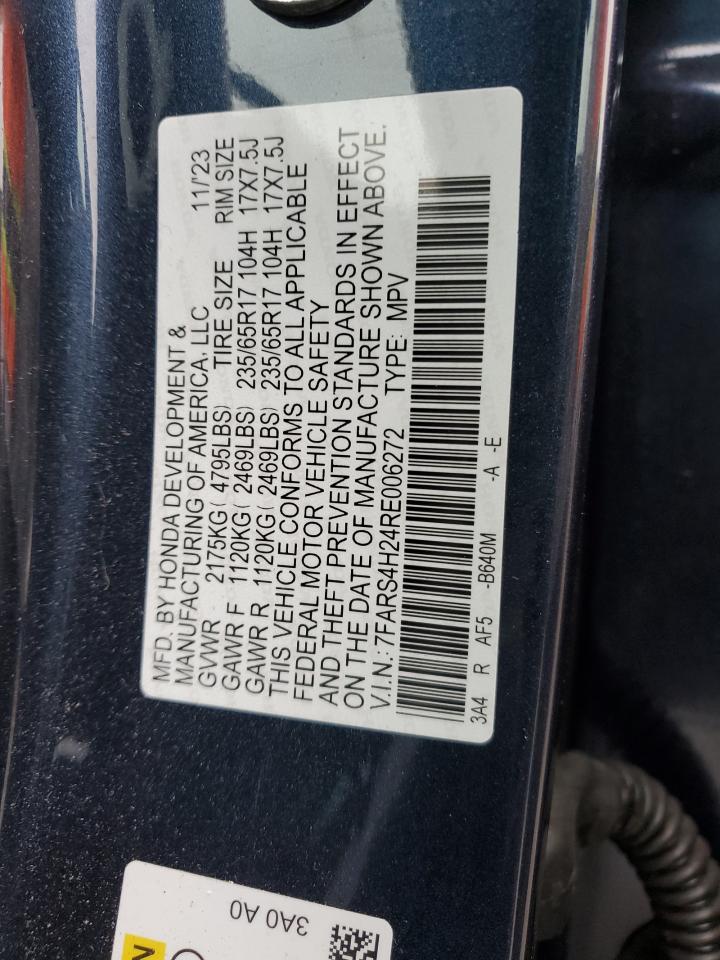 MFD. BY HONDA DEVELOPMENT &
MANUFACTURING OF AMERICA, LLC 11/'23
GVWR 2175KG( 4795LBS) TIRE SIZE RIM SIZE
GAWR F 1120KG( 2469LBS) 235/65R17 104H 17X7.5J
GAWR R 1120KG( 2469LBS) 235/65R17 104H 17X7.5J
THIS VEHICLE CONFORMS TO ALL APPLICABLE
FEDERAL MOTOR VEHICLE SAFETY
AND THEFT PREVENTION STANDARDS IN EFFECT
ON THE DATE OF MANUFACTURE SHOWN ABOVE.
V.I.N.: 7FARS4H24RE006272 TYPE: MPV
3A4 R AF5 -B640M -A -E
3A0 A0
N